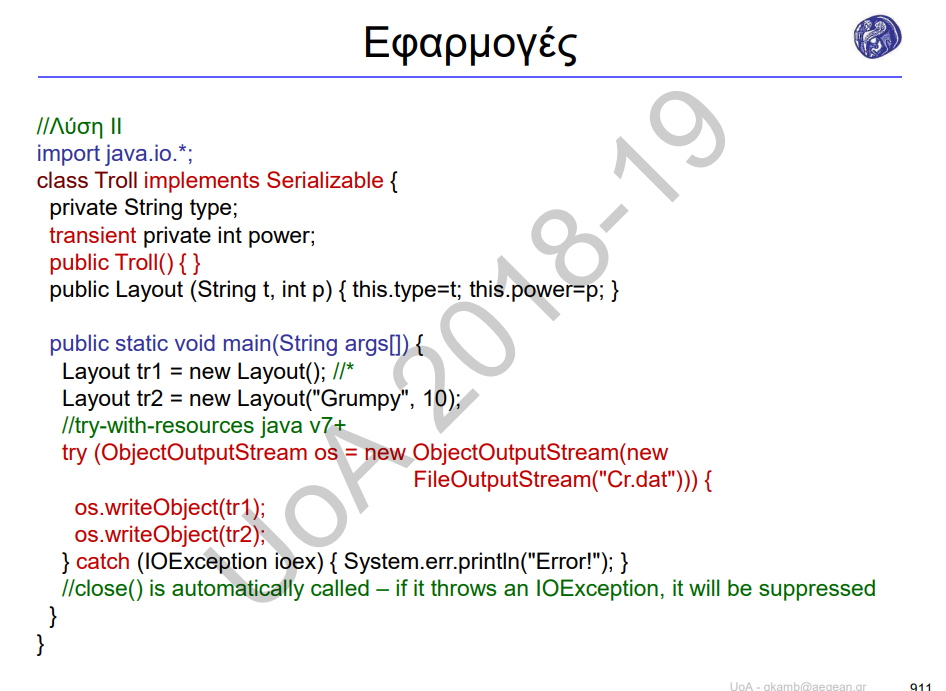 Εφαρμογές
//Λύση II
import java.io.*;
class Troll implements Serializable {
private String type;
transient private int power;
public Troll() { }
public Layout (String t, int p) { this.type=t; this.power=p; }
public static void main(String args[]) {
Layout tr1 = new Layout(); //*
Layout tr2 = new Layout("Grumpy", 10);
//try-with-resources java v7+
try (ObjectOutputStream os = new ObjectOutputStream(new
FileOutputStream("Cr.dat"))) {
os.writeObject(tr1);
os.writeObject(tr2);
} catch (IOException ioex) { System.err.println("Error!"); }
//close() is automatically called – if it throws an IOException, it will be suppressed
}
}
UoA 2018-19
UoA - gkamb@aegean.gr
911